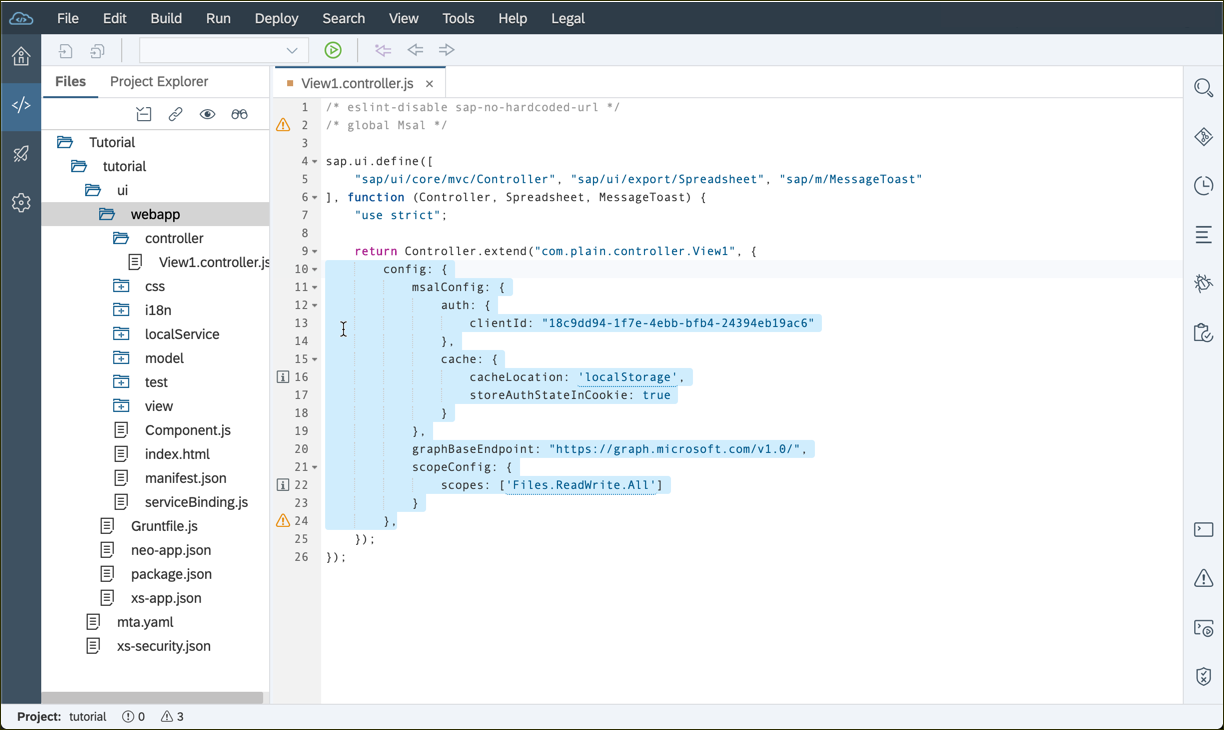 File Edit Build Run Deploy Search View Tools Help Legal
Files Project Explorer
Tutorial
tutorial
ui
webapp
controller
View1.controller.js
css
i18n
localService
model
test
view
Component.js
index.html
manifest.json
serviceBinding.js
Gruntfile.js
neo-app.json
package.json
xs-app.json
mta.yaml
xs-security.json
View1.controller.js ×
1 /* eslint-disable sap-no-hardcoded-url */
2 /* global Msal */
3
4 sap.ui.define([
5 "sap/ui/core/mvc/Controller", "sap/ui/export/Spreadsheet", "sap/m/MessageToast"
6 ], function (Controller, Spreadsheet, MessageToast) {
7 "use strict";
8
9 return Controller.extend("com.plain.controller.View1", {
10 config: {
11 msalConfig: {
12 auth: {
13 clientId: "18c9dd94-1f7e-4ebb-bfb4-24394eb19ac6"
14 },
15 cache: {
16 cacheLocation: 'localStorage',
17 storeAuthStateInCookie: true
18 }
19 },
20 graphBaseEndpoint: "https://graph.microsoft.com/v1.0/",
21 scopeConfig: {
22 scopes: ['Files.ReadWrite.All']
23 }
24 },
25 });
26 });
Project: tutorial 0 3